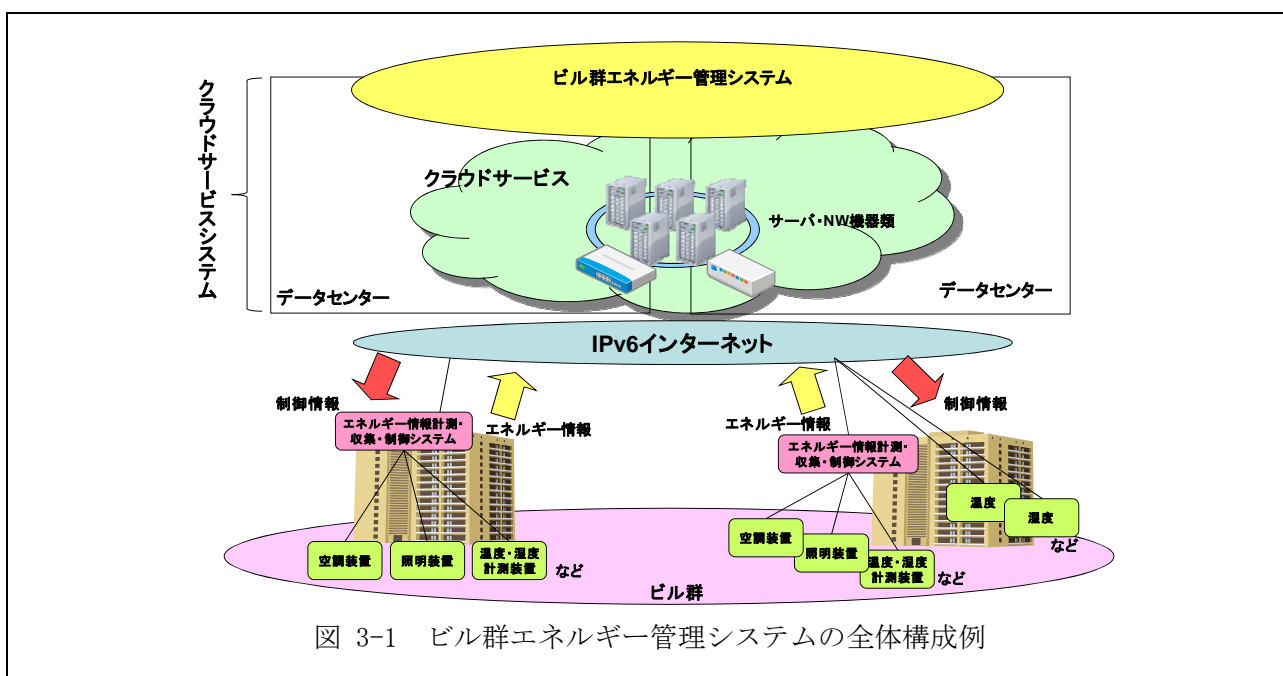 ビル群エネルギー管理システム
クラウドサービスシステム
クラウドサービス
サーバ・NW機器類
データセンター
データセンター
IPv6インターネット
制御情報
エネルギー情報
エネルギー情報計測・
収集・制御システム
エネルギー情報
制御情報
エネルギー情報計測・
収集・制御システム
温度
湿度
など
空調装置
照明装置
温度・湿度
計測装置
など
空調装置
照明装置
温度・湿度
計測装置
など
ビル群
図 3-1 ビル群エネルギー管理システムの全体構成例